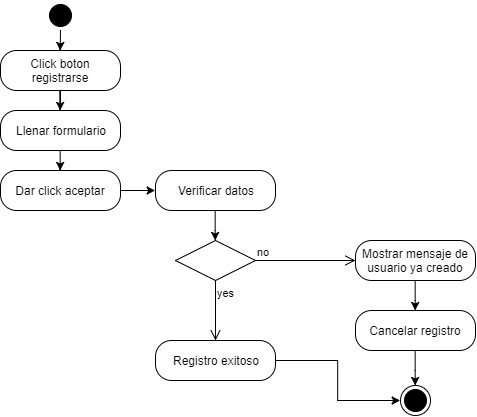 Click boton
registrarse
Llenar formulario
Dar click aceptar
Verificar datos
no
Mostrar mensaje de
usuario ya creado
yes
Cancelar registro
Registro exitoso